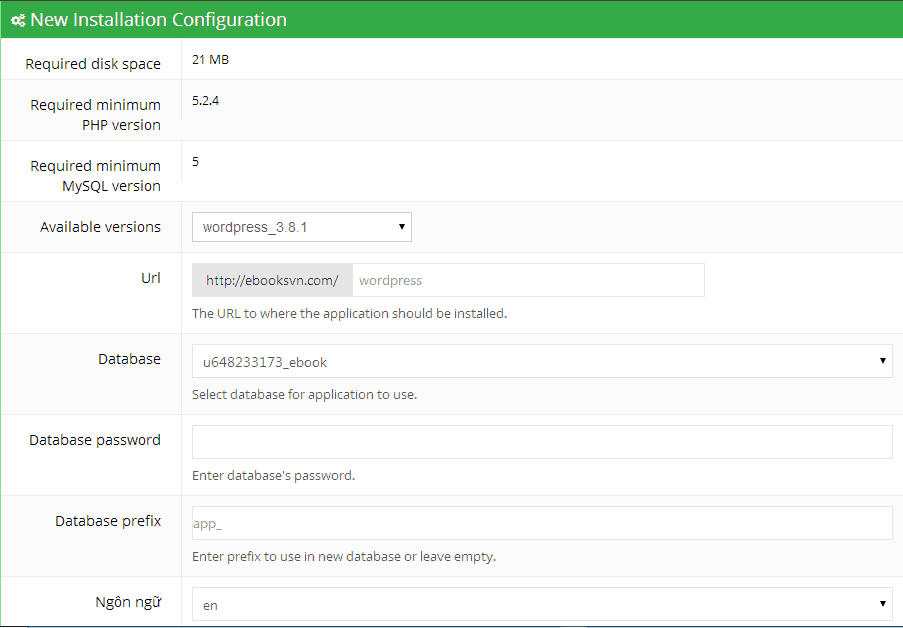 New Installation Configuration
Required disk space
21 MB
Required minimum
PHP version
5.2.4
Required minimum
MySQL version
5
Available versions
wordpress_3.8.1
Url
http://ebooksvn.com/
wordpress
The URL to where the application should be installed.
Database
u648233173_ebook
Select database for application to use.
Database password
Enter database's password.
Database prefix
app_
Enter prefix to use in new database or leave empty.
Ngôn ngữ
en